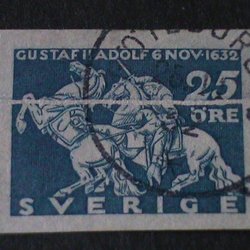 GUSTAF II ADOLF 6 NOV·1632
25
ÖRE
SVERIGE